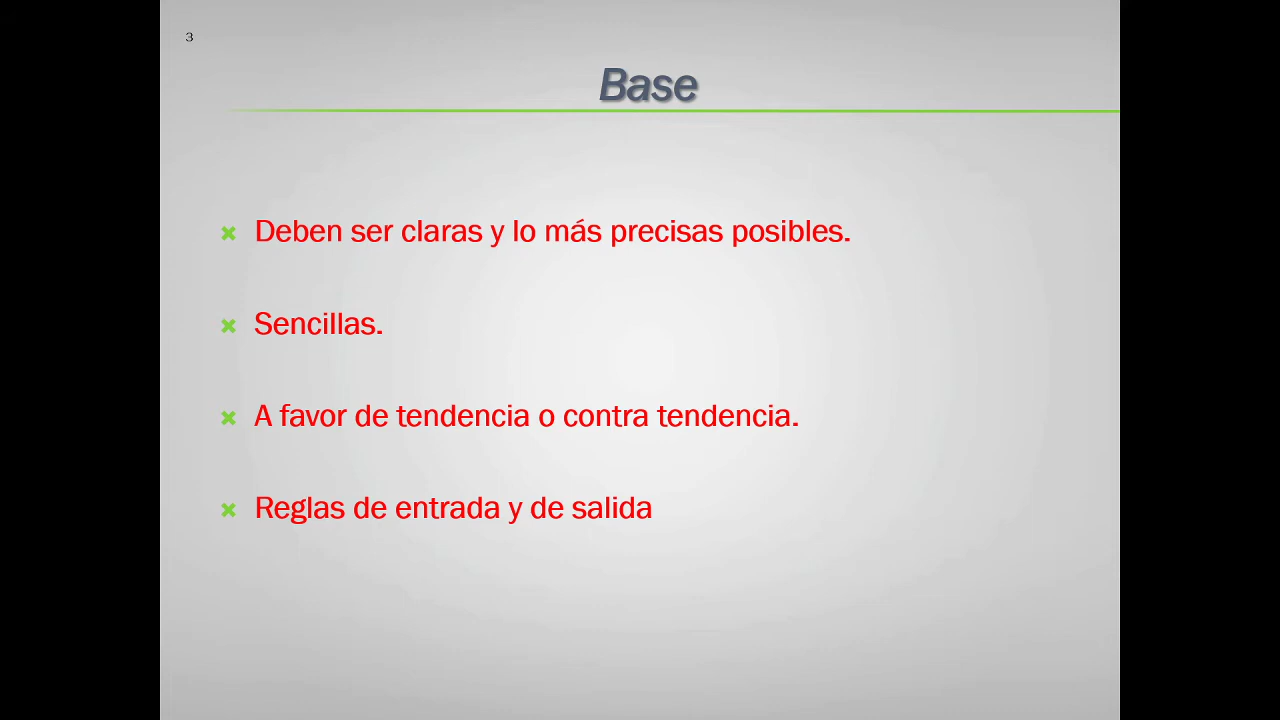 3
Base
Deben ser claras y lo más precisas posibles.
Sencillas.
A favor de tendencia o contra tendencia.
Reglas de entrada y de salida